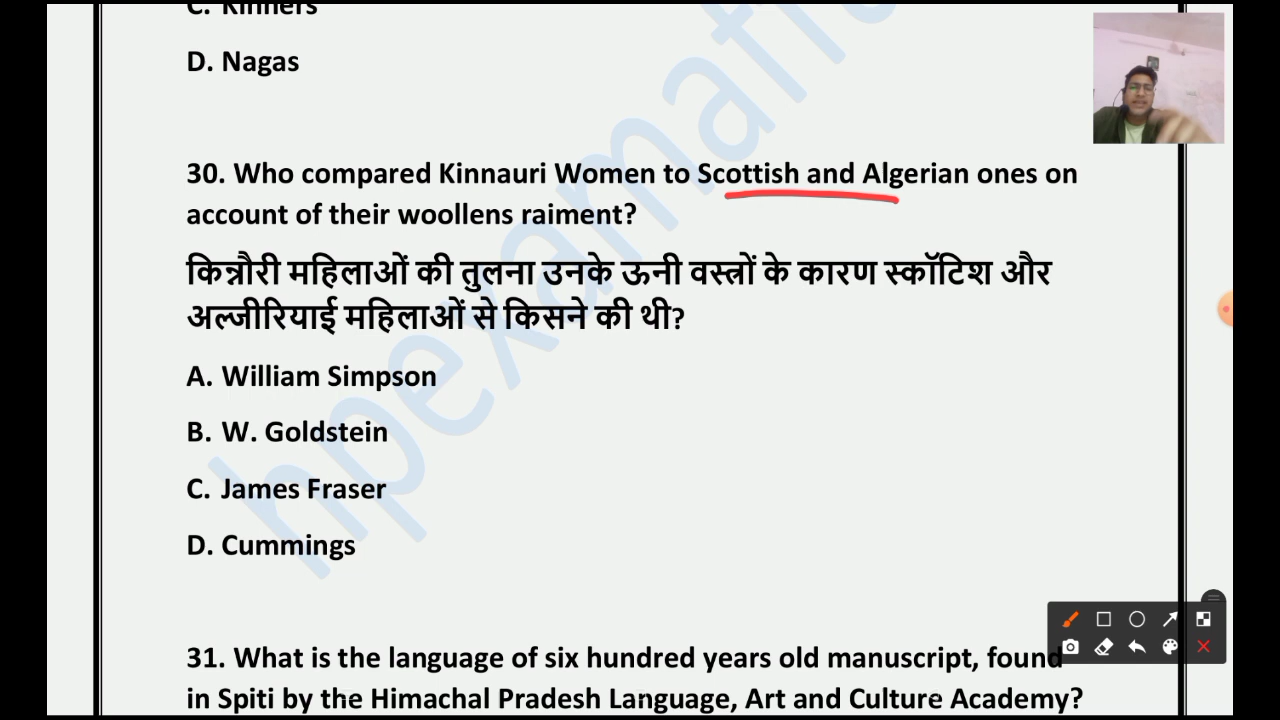 C. Kinners
D. Nagas
30. Who compared Kinnauri Women to Scottish and Algerian ones on
account of their woollens raiment?
किन्नौरी महिलाओं की तुलना उनके ऊनी वस्त्रों के कारण स्कॉटिश और
अल्जीरियाई महिलाओं से किसने की थी?
A. William Simpson
B. W. Goldstein
C. James Fraser
D. Cummings
31. What is the language of six hundred years old manuscript, found
in Spiti by the Himachal Pradesh Language, Art and Culture Academy?